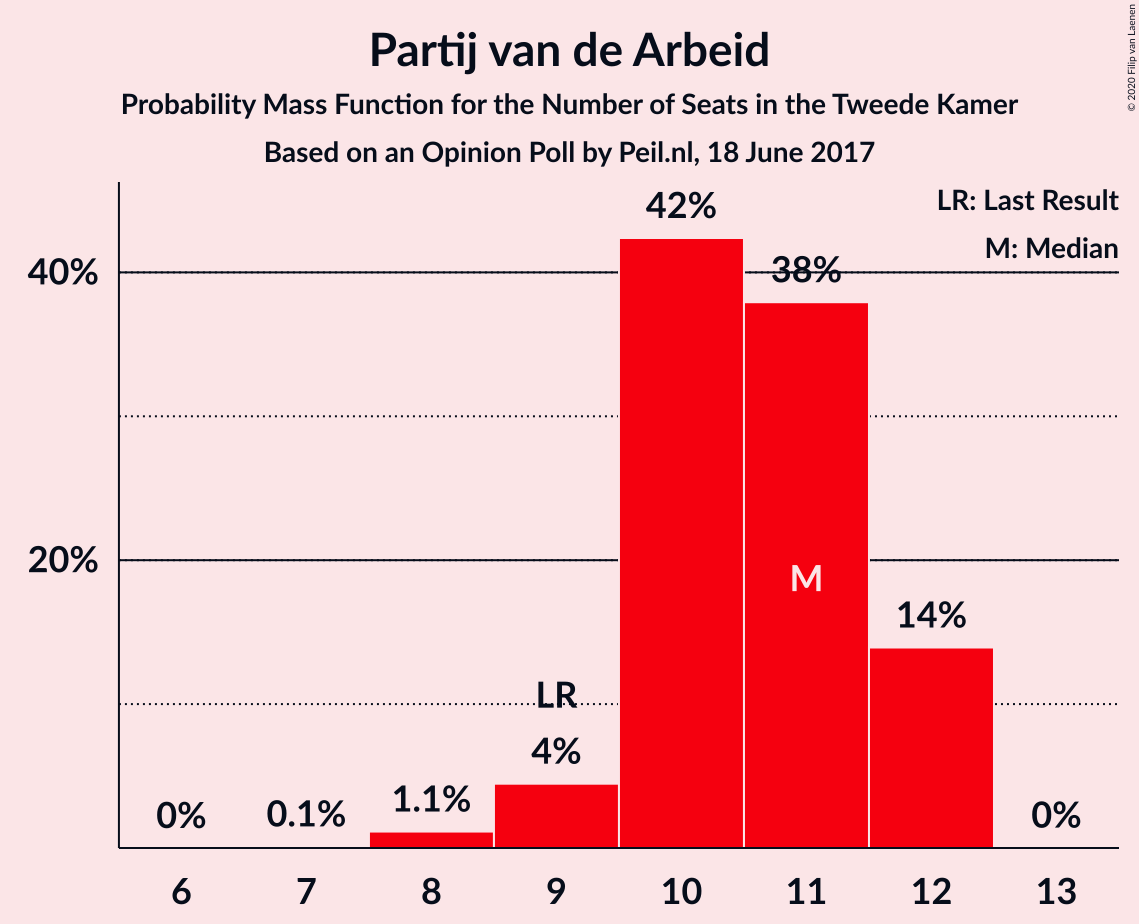 Partij van de Arbeid
Probability Mass Function for the Number of Seats in the Tweede Kamer
Based on an Opinion Poll by Peil.nl, 18 June 2017
© 2020 Filip van Laenen
LR: Last Result
M: Median
40%
20%
0%
0.1%
1.1%
LR
4%
42%
38%
M
14%
0%
6 7 8 9 10 11 12 13